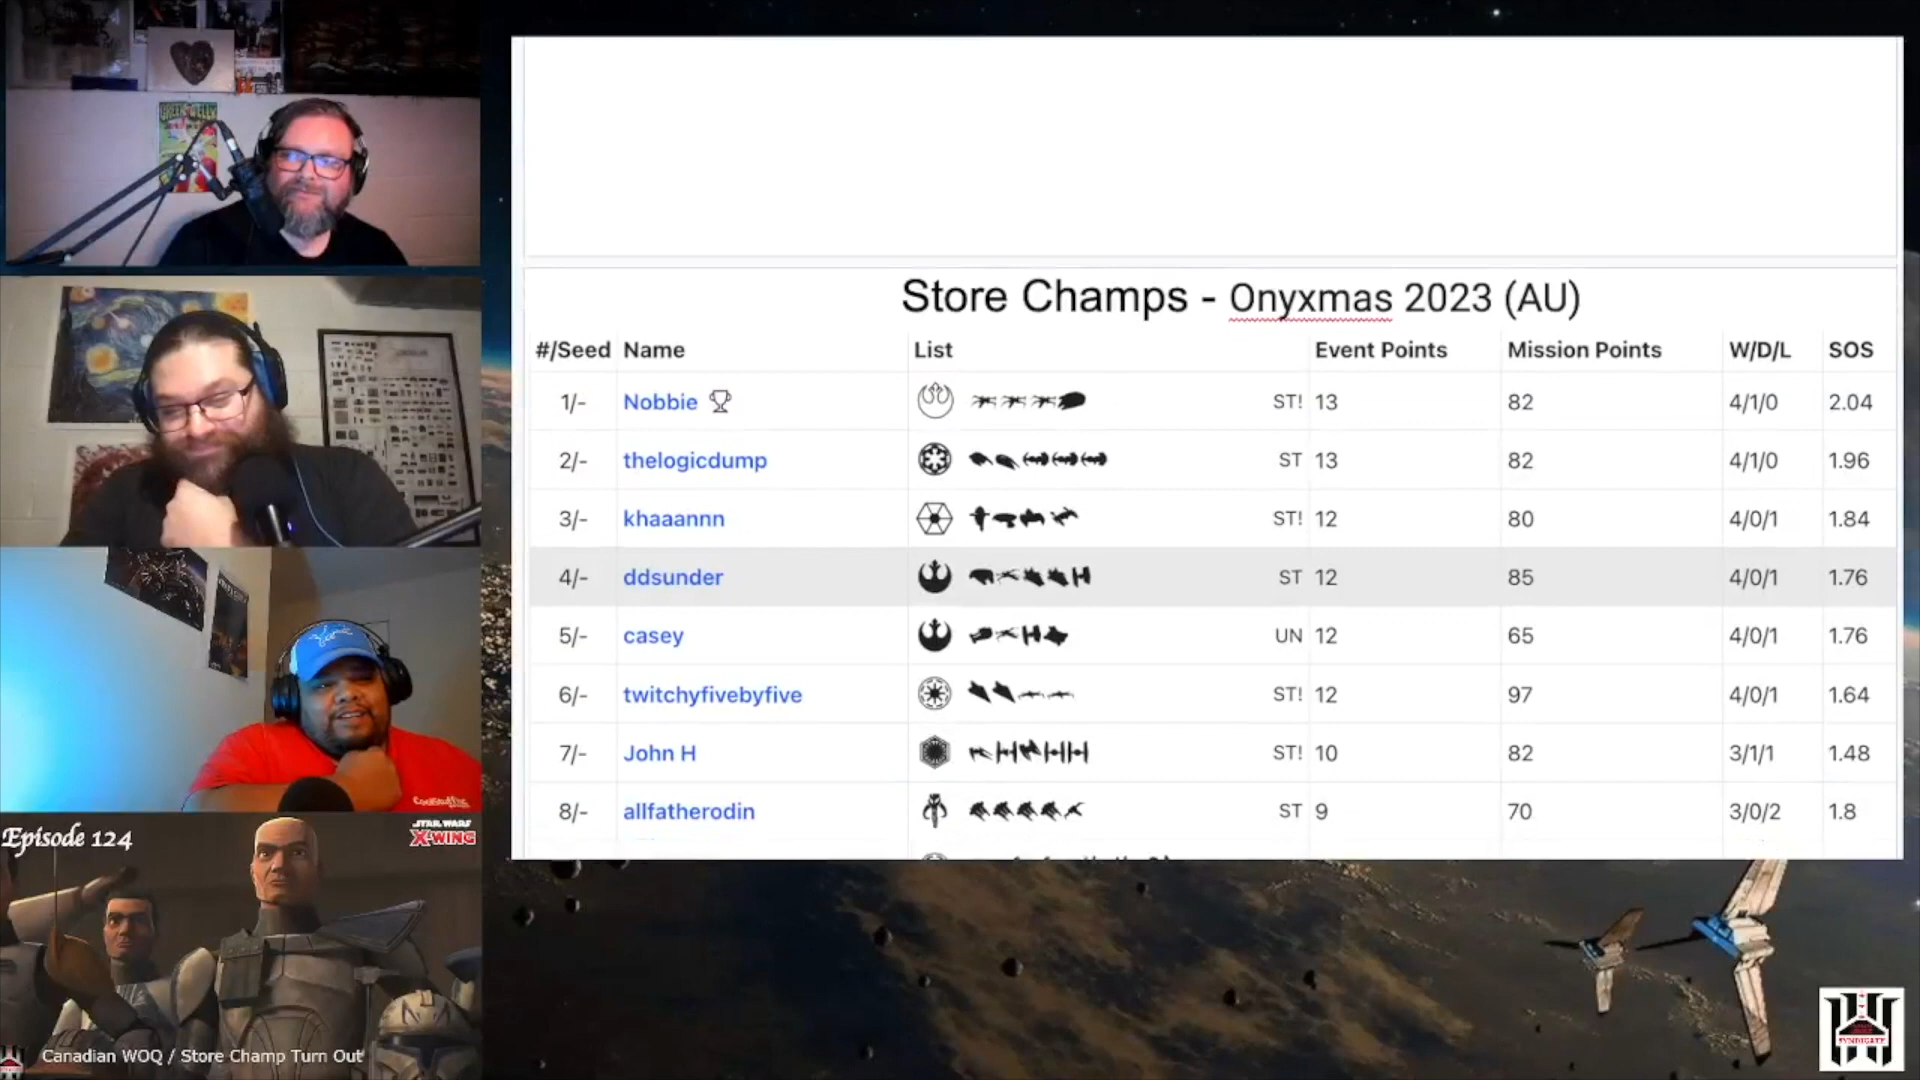 Store Champs - Onyxmas 2023 (AU)
#/Seed Name List Event Points Mission Points W/D/L SOS
1/- Nobbie ST! 13 82 4/1/0 2.04
2/- thelogicdump ST 13 82 4/1/0 1.96
3/- khaaannn ST! 12 80 4/0/1 1.84
4/- ddsunder ST 12 85 4/0/1 1.76
5/- casey UN 12 65 4/0/1 1.76
6/- twitchyfivebyfive ST! 12 97 4/0/1 1.64
7/- John H ST! 10 82 3/1/1 1.48
8/- allfatherodin ST 9 70 3/0/2 1.8
Episode 124
STAR WARS
X-WING
Canadian WOQ / Store Champ Turn Out
SYNDICATE